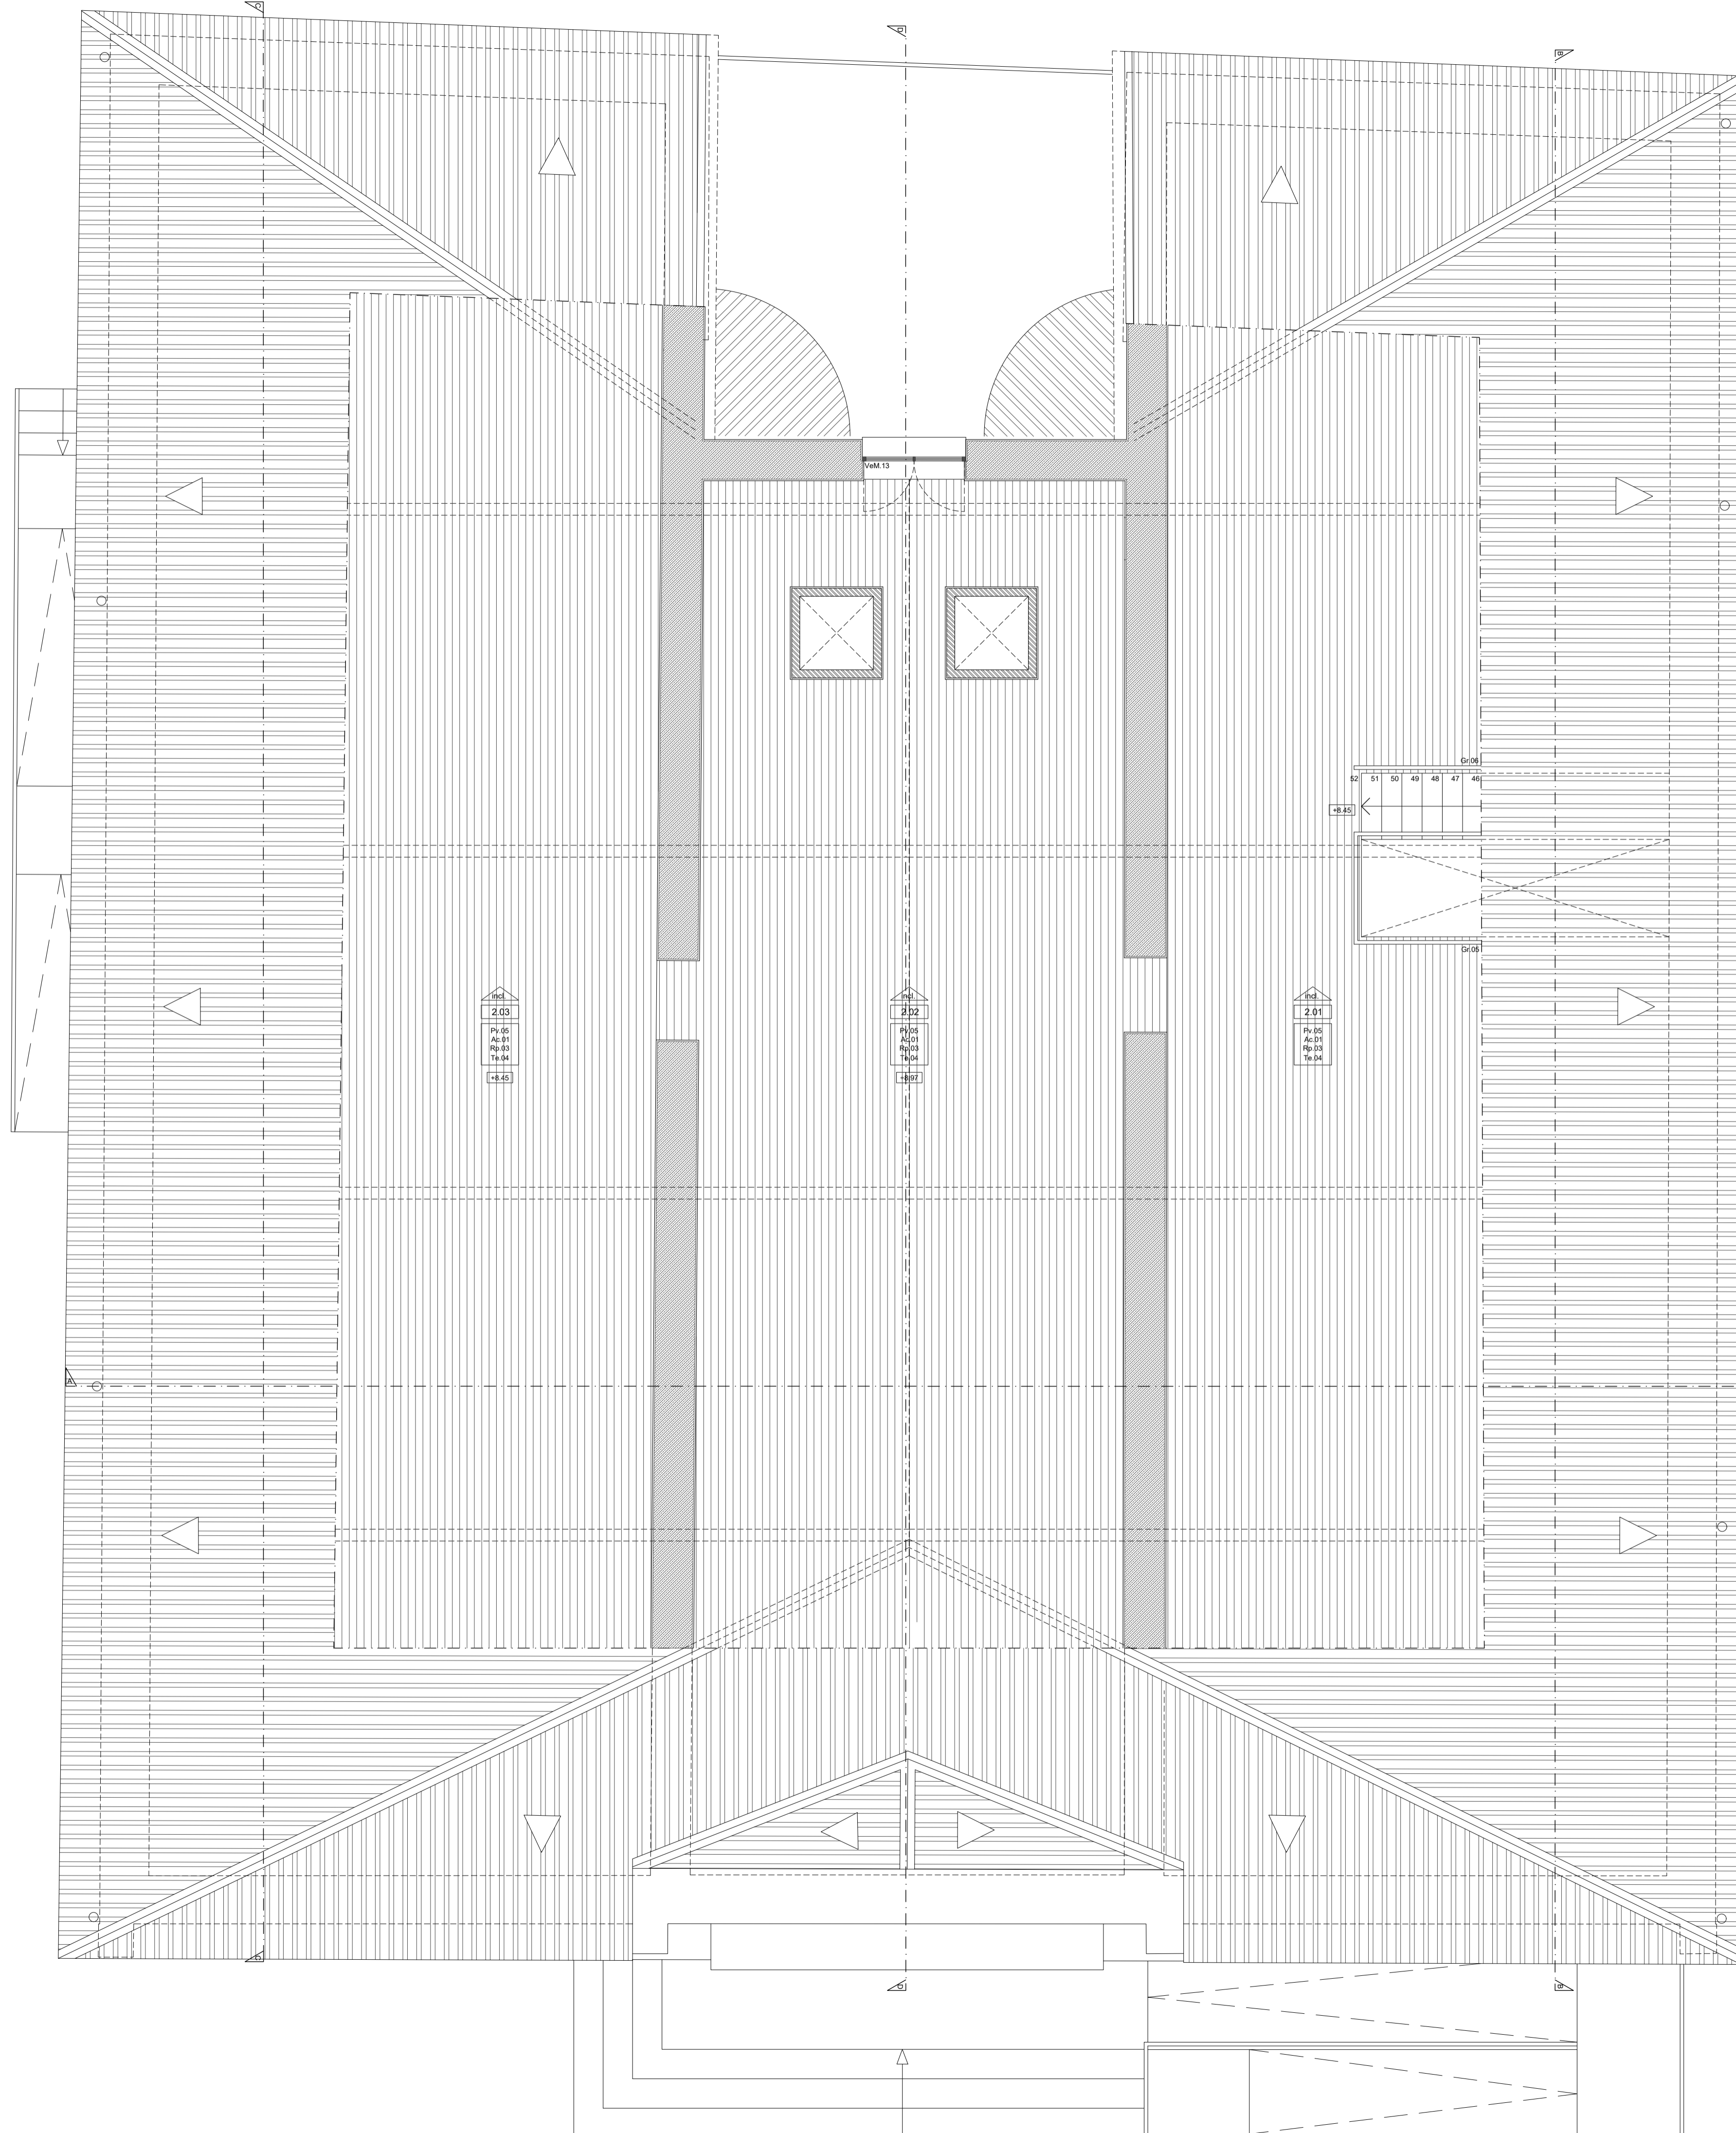 C
D
B
VeM.13
Gr.06
52 51 50 49 48 47 46
+8.45
Gr.05
incl.
2.03
Pv.05
Ac.01
Rp.03
Te.04
+8.45
incl.
2.02
Pv.05
Ac.01
Rp.03
Te.04
+8.97
incl.
2.01
Pv.05
Ac.01
Rp.03
Te.04
A
C
D
B